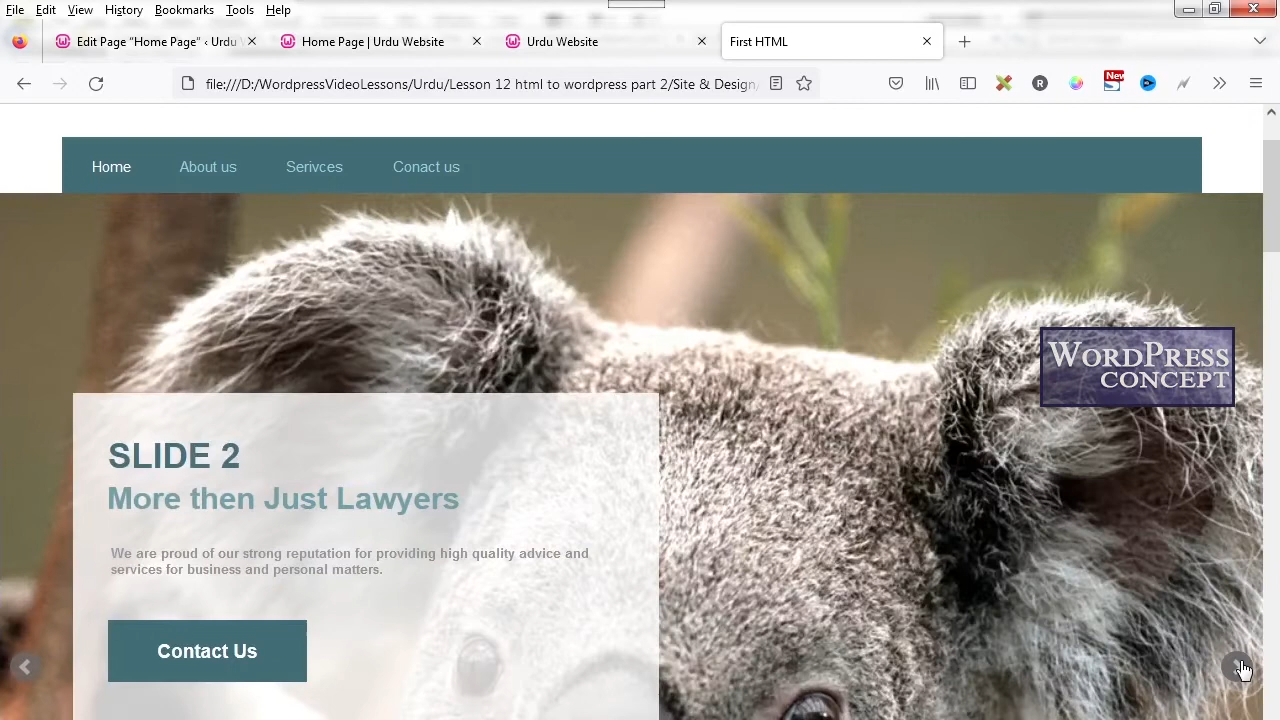 File Edit View History Bookmarks Tools Help
Edit Page “Home Page” ‹ Urdu W
Home Page | Urdu Website
Urdu Website
First HTML
file:///D:/WordpressVideoLessons/Urdu/Lesson 12 html to wordpress part 2/Site & Design/
R
New
S
Home About us Serivces Conact us
WORDPRESS
CONCEPT
SLIDE 2
More then Just Lawyers
We are proud of our strong reputation for providing high quality advice and
services for business and personal matters.
Contact Us